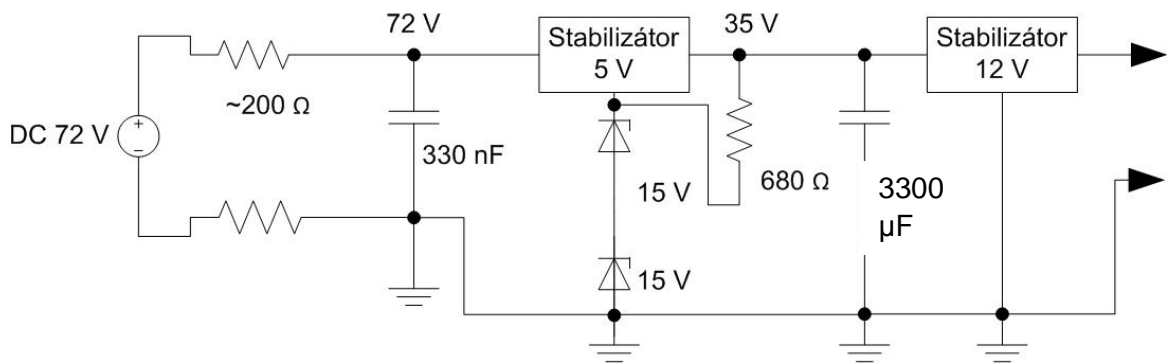 72 V
Stabilizátor
5 V
35 V
Stabilizátor
12 V
~200 Ω
DC 72 V
+
−
330 nF
15 V
680 Ω
3300
µF
15 V